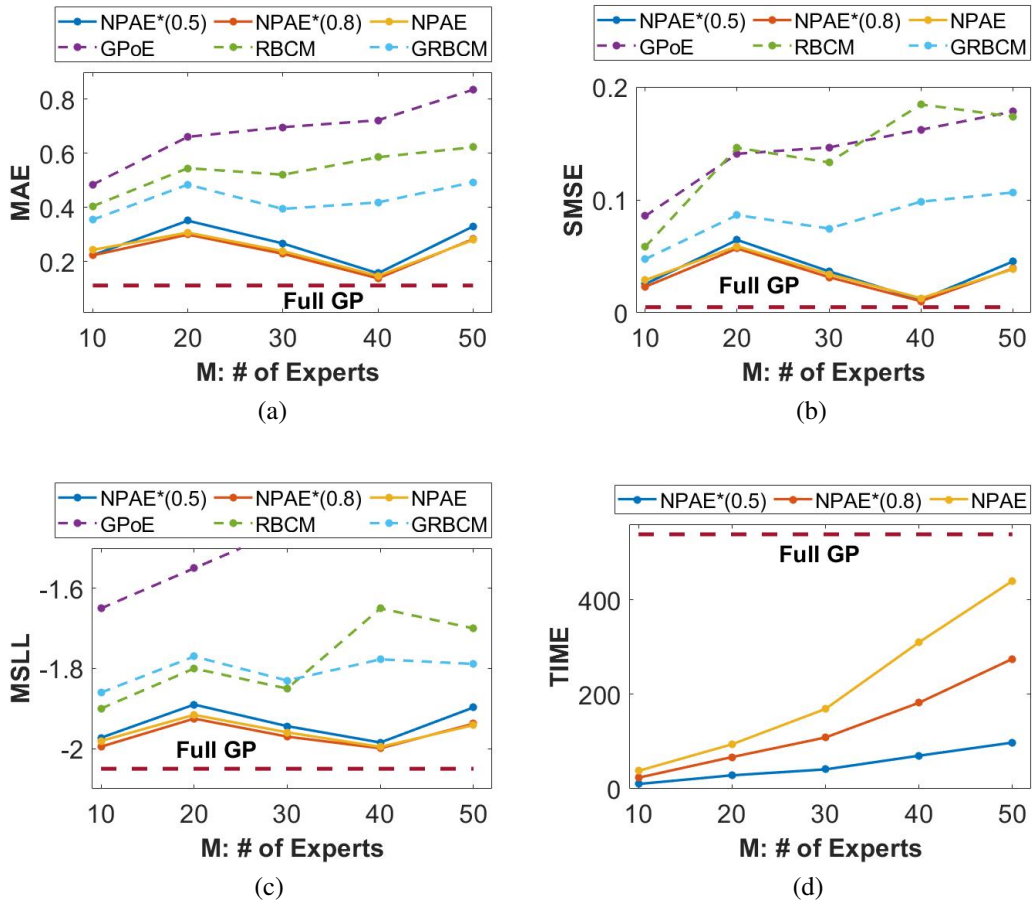 NPAE*(0.5) NPAE*(0.8) NPAE
GPoE RBCM GRBCM
0.8
0.6
0.4
0.2
MAE
Full GP
10 20 30 40 50
M: # of Experts
(a)
NPAE*(0.5) NPAE*(0.8) NPAE
GPoE RBCM GRBCM
0.2
0.1
0
SMSE
Full GP
10 20 30 40 50
M: # of Experts
(b)
NPAE*(0.5) NPAE*(0.8) NPAE
GPoE RBCM GRBCM
-1.6
-1.8
-2
MSLL
Full GP
10 20 30 40 50
M: # of Experts
(c)
NPAE*(0.5) NPAE*(0.8) NPAE
Full GP
400
200
0
TIME
10 20 30 40 50
M: # of Experts
(d)